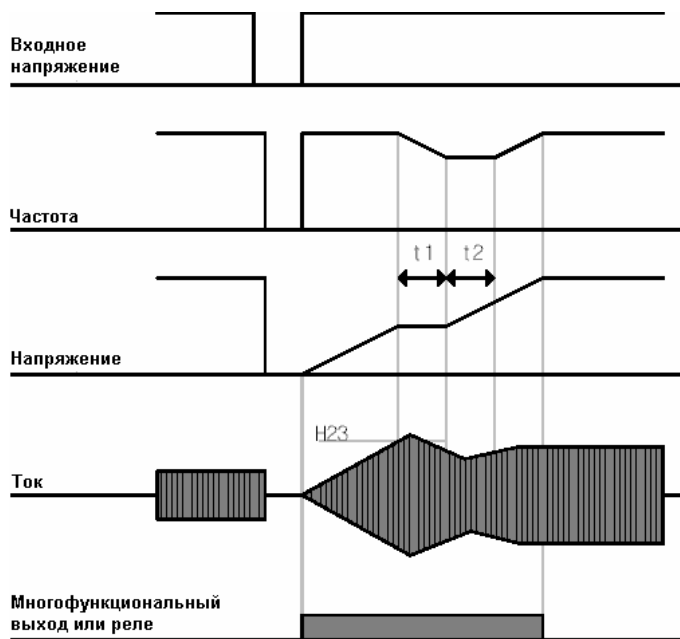 Входное
напряжение
Частота
t1 t2
Напряжение
H23
Ток
Многофункциональный
выход или реле